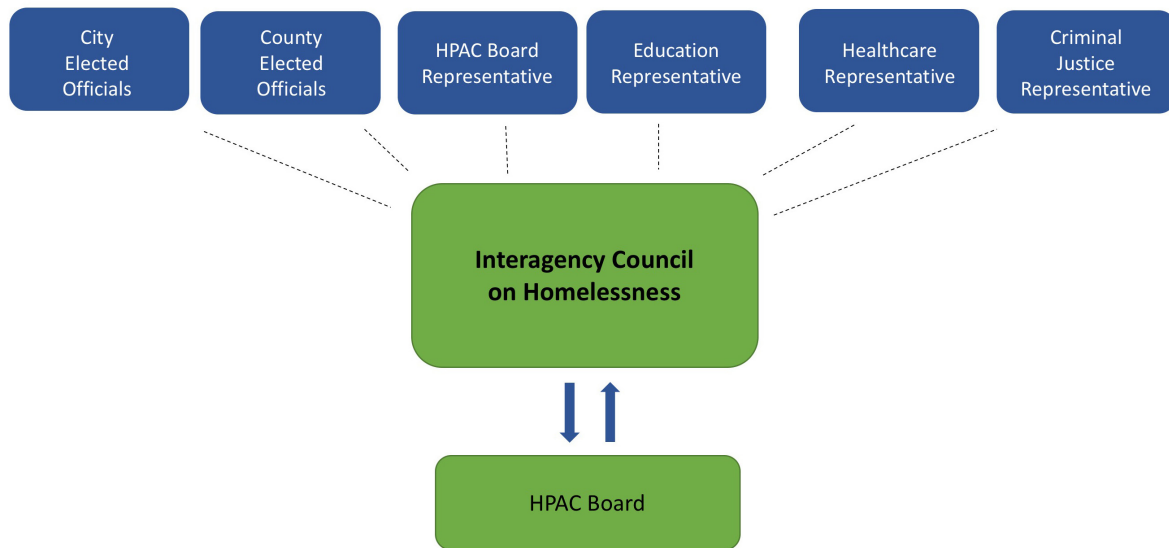 City
Elected
Officials
County
Elected
Officials
HPAC Board
Representative
Education
Representative
Healthcare
Representative
Criminal
Justice
Representative
Interagency Council
on Homelessness
HPAC Board